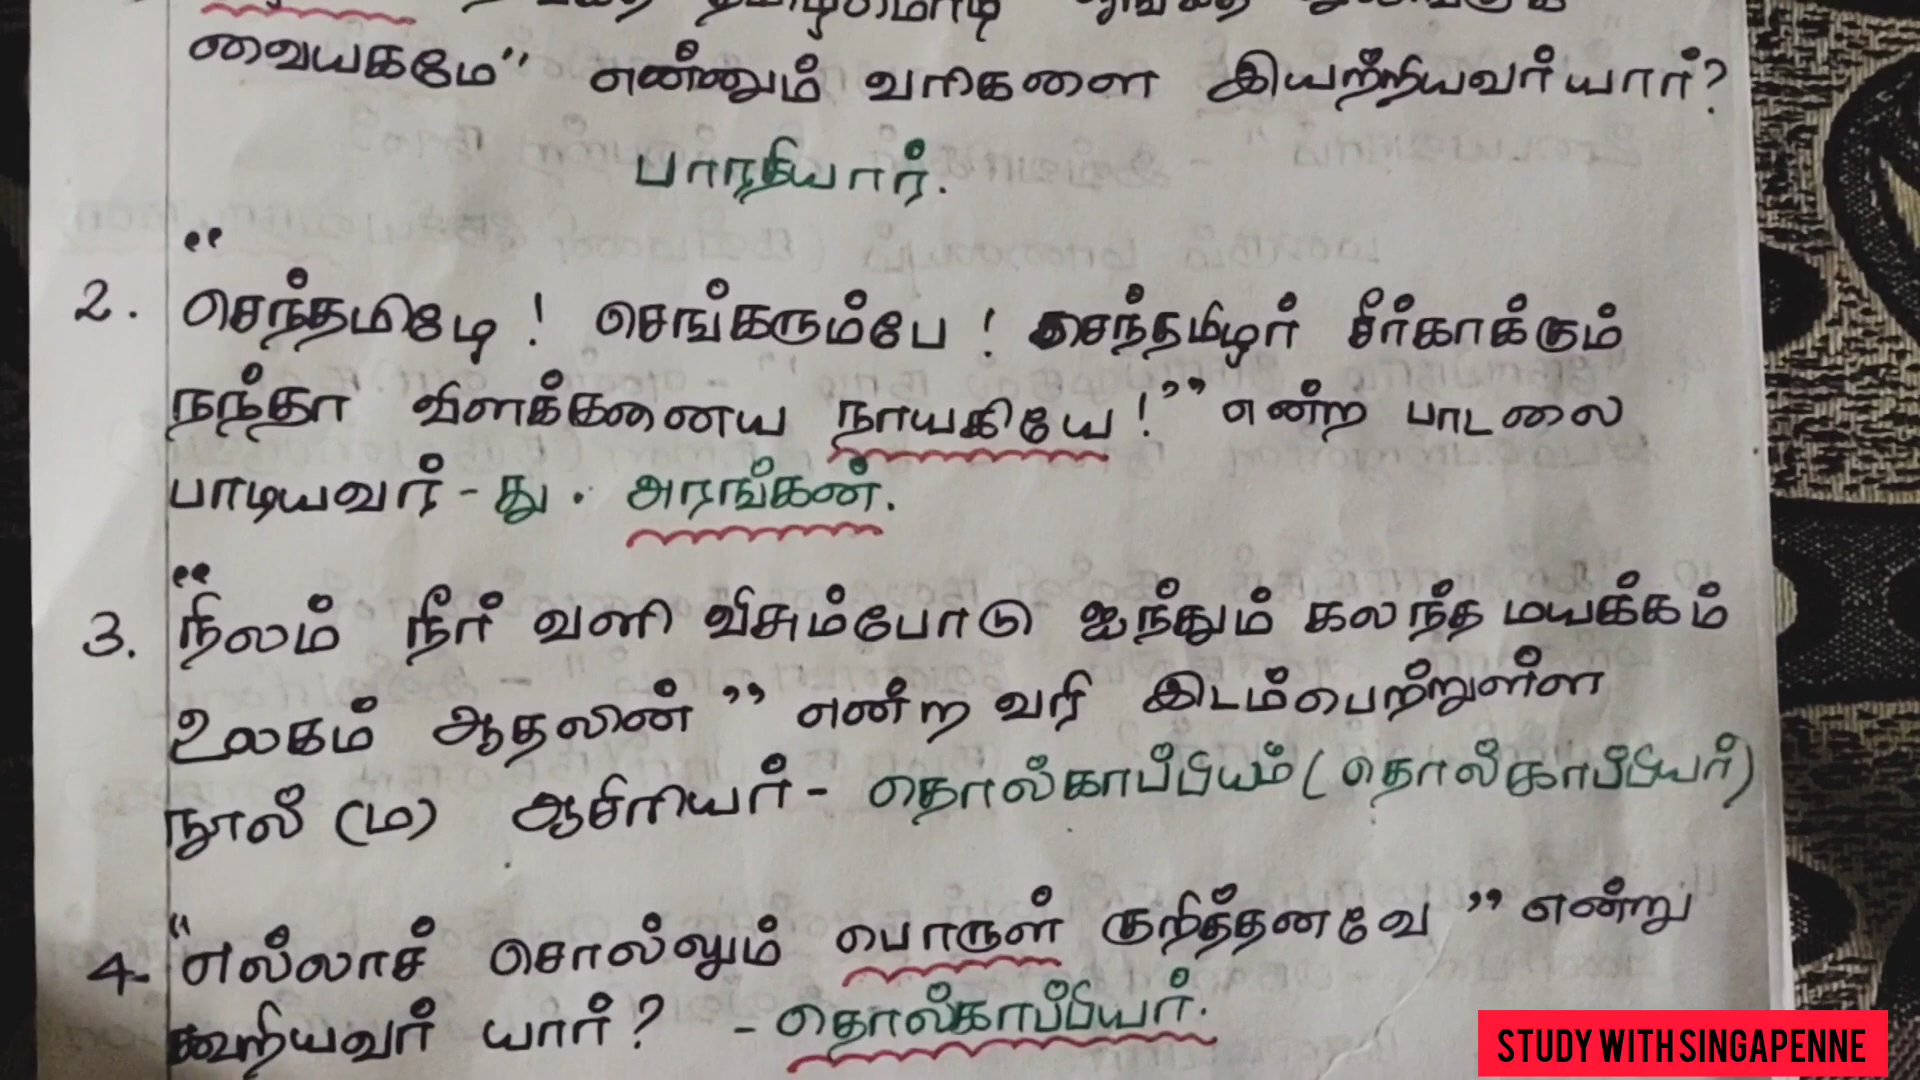 வையகமே" என்னும் வரிகளை இயற்றியவர் யார்?
பாரதியார்.
2. "செந்தமிழே! செங்கரும்பே! செந்தமிழர் சீர்காக்கும்
நந்தா விளக்கனைய நாயகியே!" என்ற பாடலை
பாடியவர் - து. அரங்கன்.
3. "நிலம் நீர் வளி விசும்போடு ஐந்தும் கலந்த மயக்கம்
உலகம் ஆதலின்" என்ற வரி இடம்பெற்றுள்ள
நூல் (ம) ஆசிரியர் - தொல்காப்பியம் (தொல்காப்பியர்)
4. "எல்லாச் சொல்லும் பொருள் குறித்தனவே" என்று
கூறியவர் யார்? - தொல்காப்பியர்.
STUDY WITH SINGAPENNE